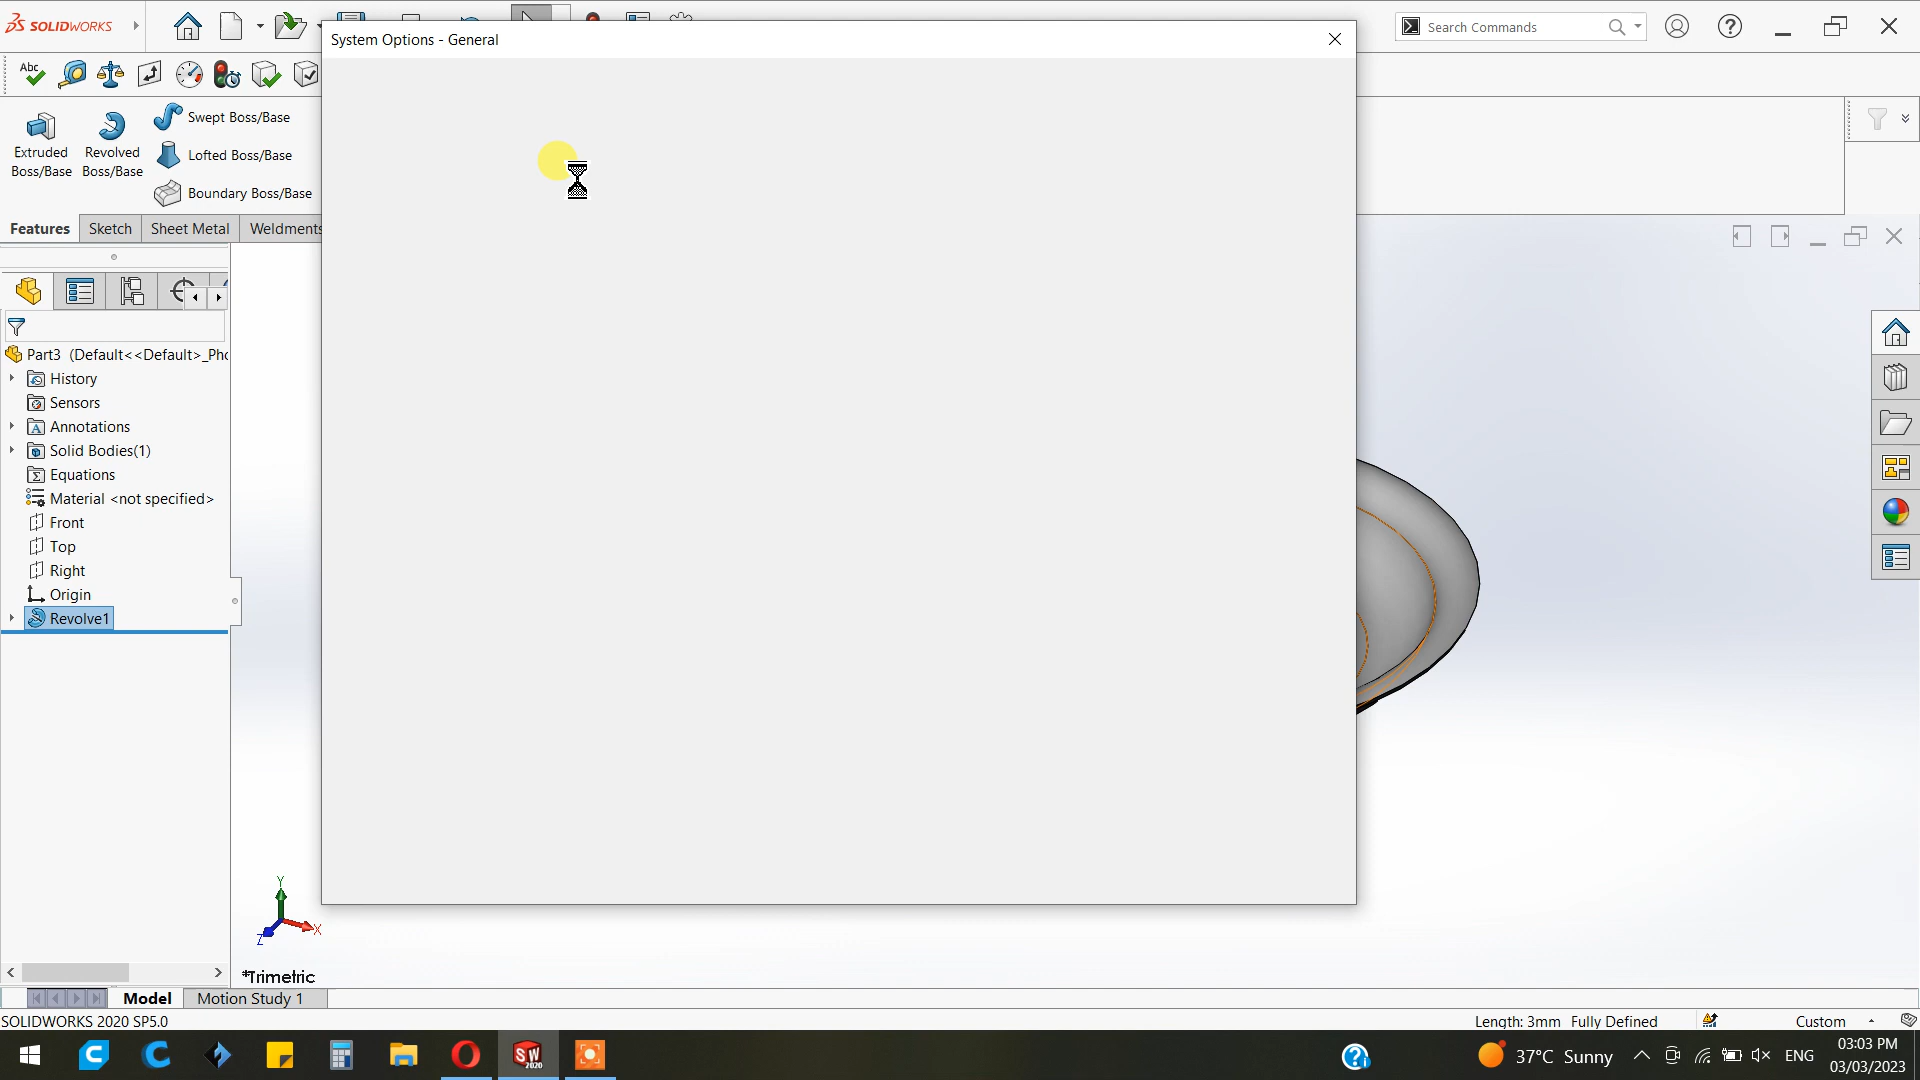 SOLIDWORKS
System Options - General
Search Commands
Abc
Extruded
Boss/Base
Revolved
Boss/Base
Swept Boss/Base
Lofted Boss/Base
Boundary Boss/Base
Features
Sketch
Sheet Metal
Weldments
Part3 (Default<<Default>_Pho
History
Sensors
A Annotations
Solid Bodies(1)
Equations
Material <not specified>
Front
Top
Right
Origin
Revolve1
Y
X
Z
*Trimetric
Model
Motion Study 1
SOLIDWORKS 2020 SP5.0
Length: 3mm Fully Defined
Custom
SW
2020
37°C Sunny
ENG
03:03 PM
03/03/2023